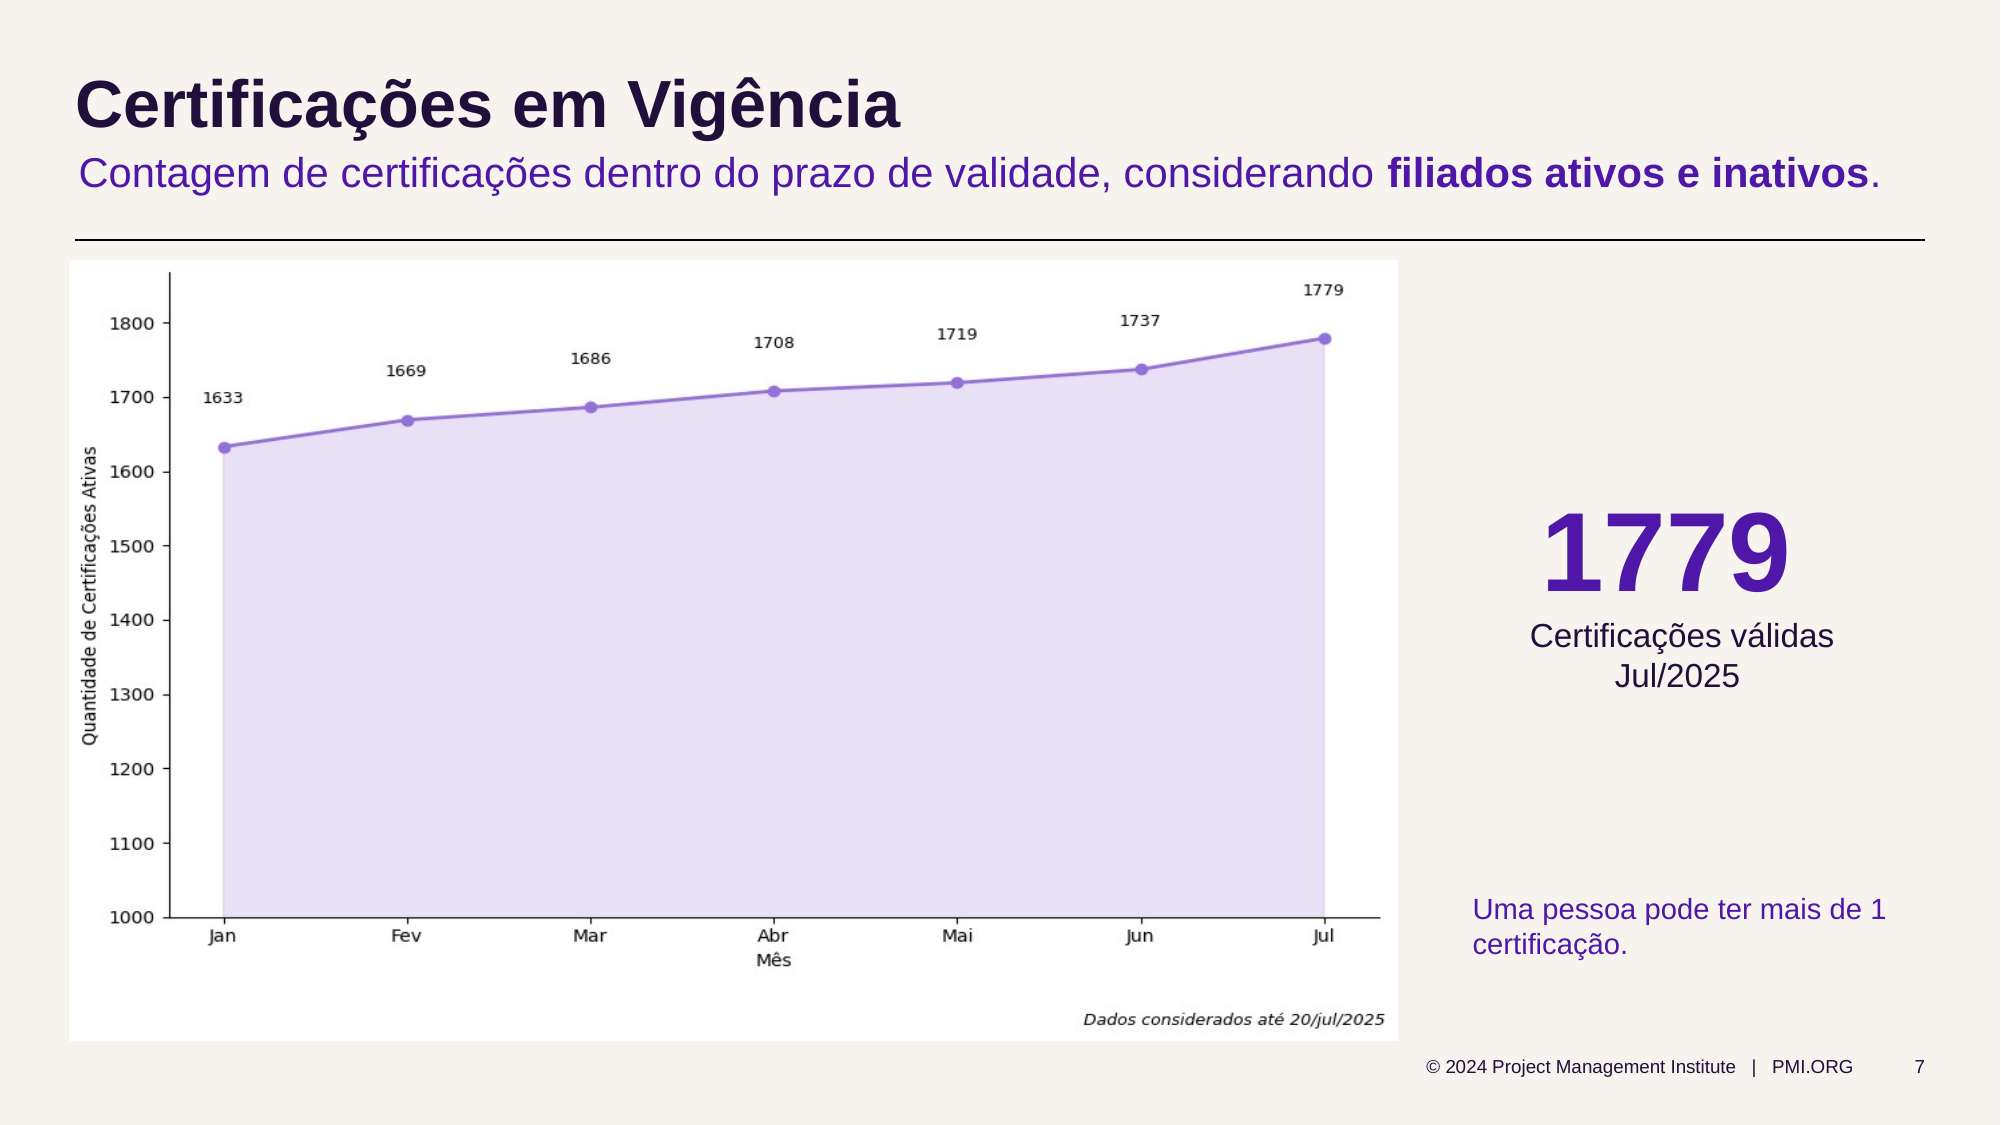 Certificações em Vigência
Contagem de certificações dentro do prazo de validade, considerando filiados ativos e inativos.
1779
1800
1737
1719
1708
1686
1669
1700
1633
1600
1500
1400
1300
1200
1100
1000
Quantidade de Certificações Ativas
Jan
Fev
Mar
Abr
Mai
Jun
Jul
Mês
Dados considerados até 20/jul/2025
1779
Certificações válidas
Jul/2025
Uma pessoa pode ter mais de 1
certificação.
© 2024 Project Management Institute | PMI.ORG 7